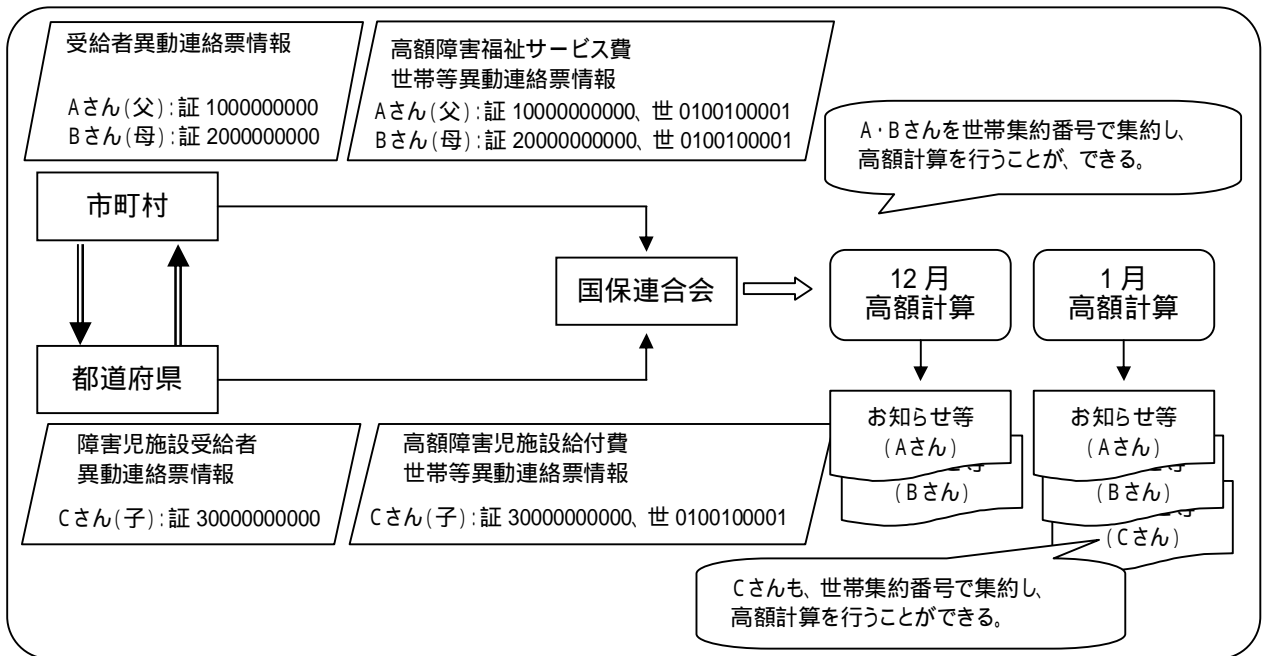 受給者異動連絡票情報
Aさん(父):証 1000000000
Bさん(母):証 2000000000
高額障害福祉サービス費
世帯等異動連絡票情報
Aさん(父):証 10000000000、世 0100100001
Bさん(母):証 20000000000、世 0100100001
A・Bさんを世帯集約番号で集約し、
高額計算を行うことが、できる。
市町村
国保連合会
12月
高額計算
1月
高額計算
都道府県
お知らせ等
(Aさん)
(Bさん)
お知らせ等
(Aさん)
(Bさん)
(Cさん)
障害児施設受給者
異動連絡票情報
Cさん(子):証 30000000000
高額障害児施設給付費
世帯等異動連絡票情報
Cさん(子):証 30000000000、世 0100100001
Cさんも、世帯集約番号で集約し、
高額計算を行うことができる。